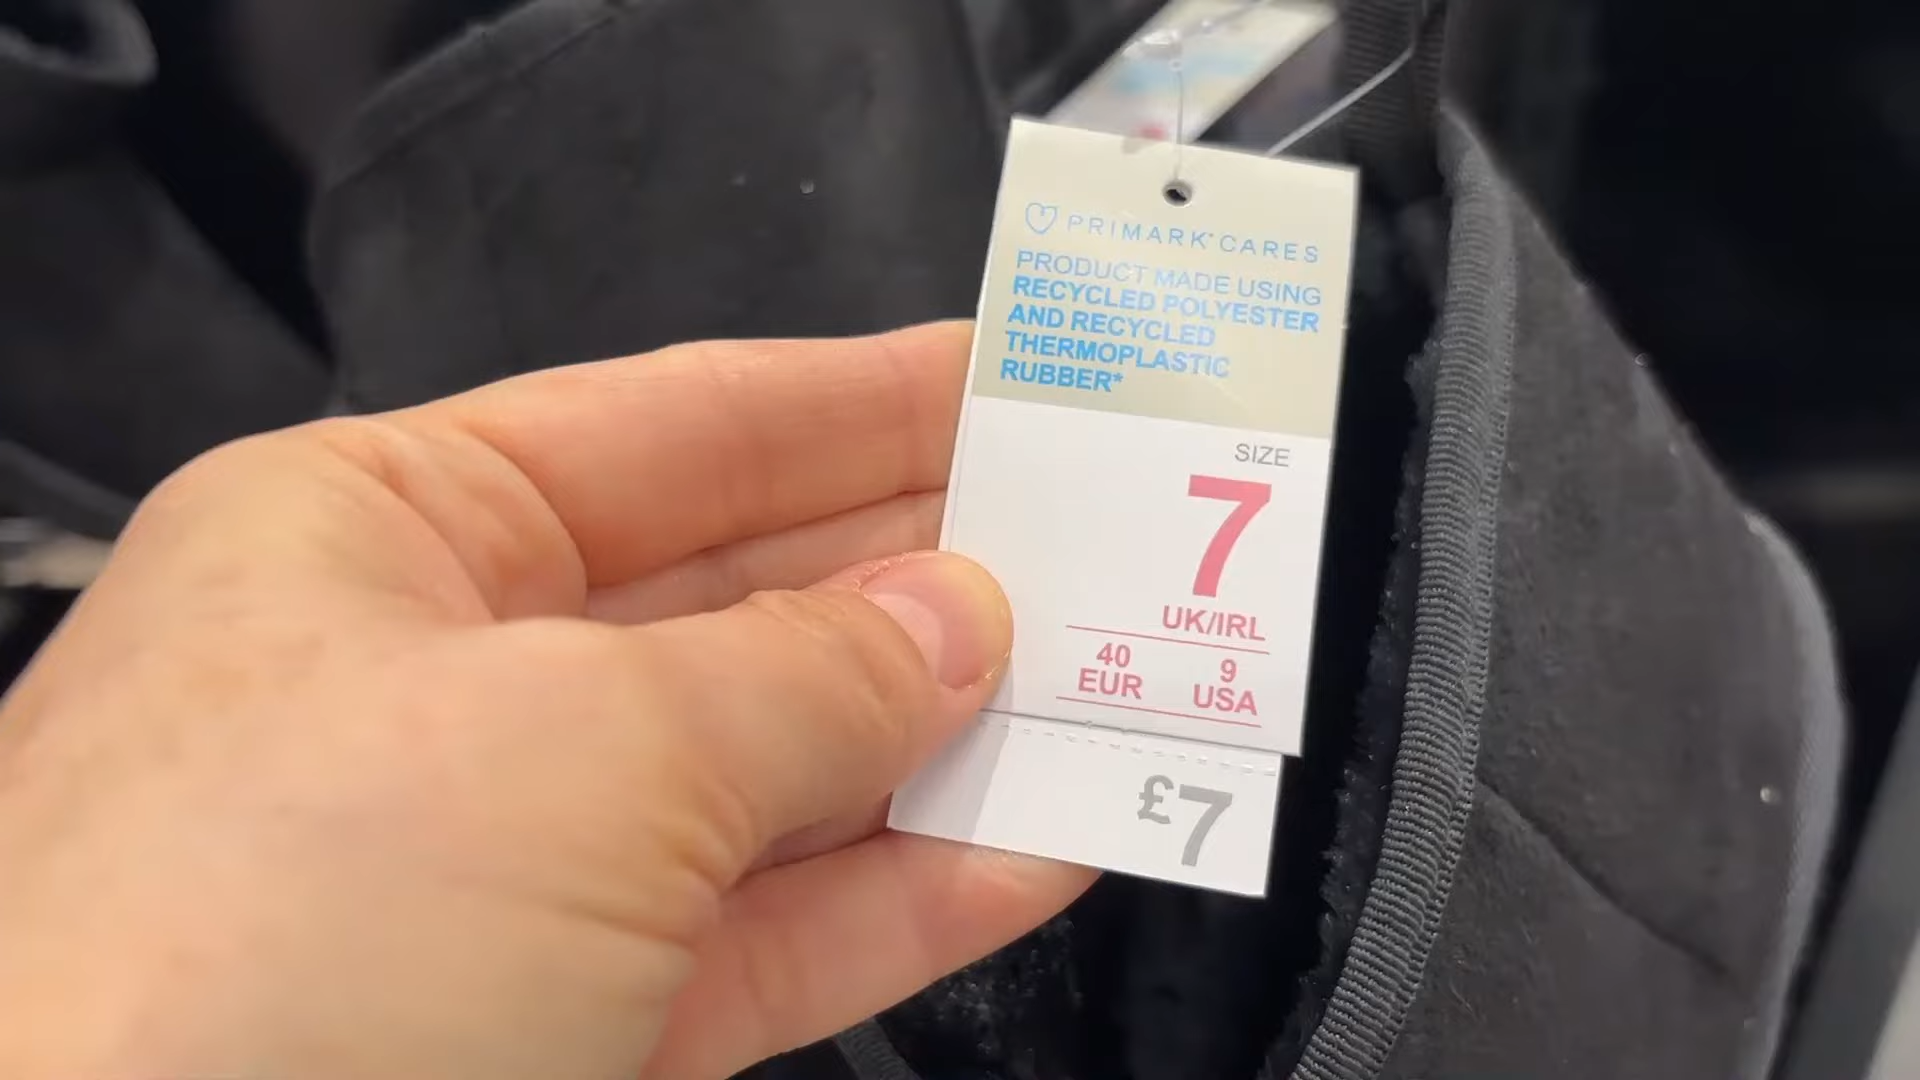 PRIMARK® CARES
PRODUCT MADE USING
RECYCLED POLYESTER
AND RECYCLED
THERMOPLASTIC
RUBBER*
SIZE
7
UK/IRL
40 9
EUR USA
£7